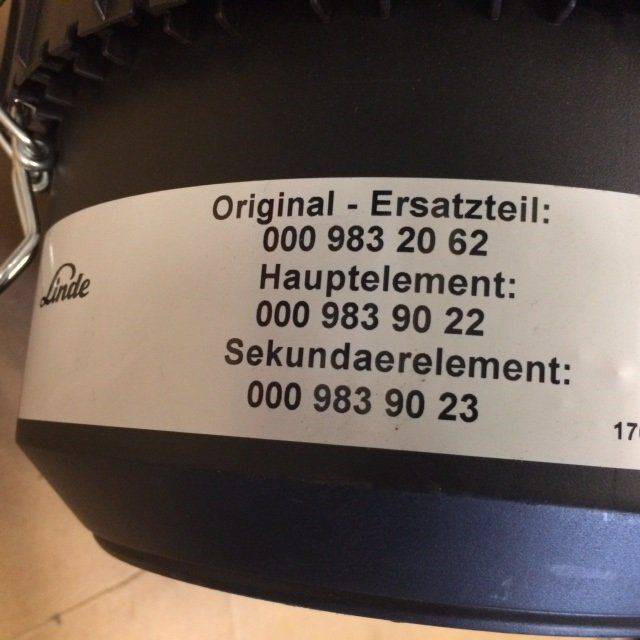 Original - Ersatzteil:
000 983 20 62
Linde
Hauptelement:
000 983 90 22
Sekundaerelement:
000 983 90 23